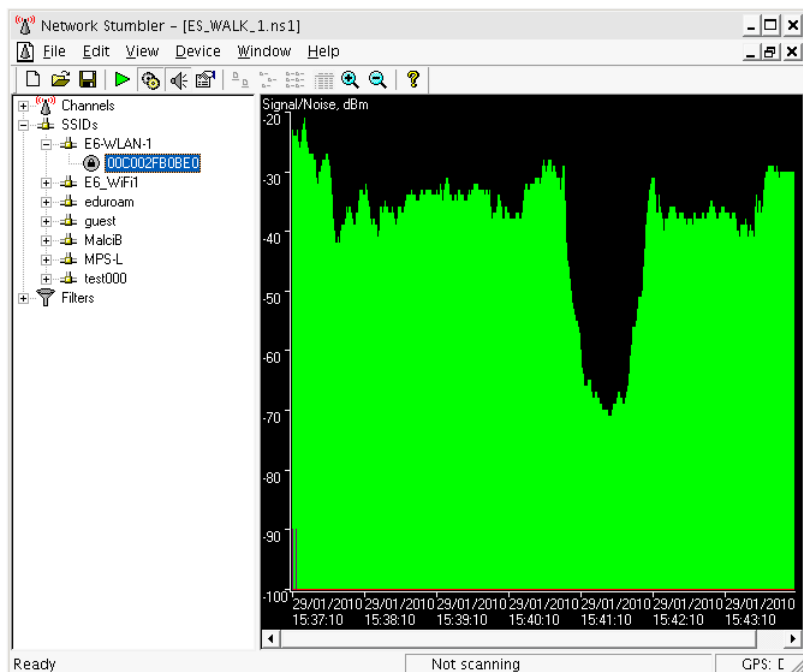 Network Stumbler – [ES_WALK_1.ns1]
File Edit View Device Window Help
Channels
SSIDs
E6-WLAN-1
00C002FB0BE0
E6_WiFi1
eduroam
guest
MalciB
MPS-L
test000
Filters
Signal/Noise, dBm
-20
-30
-40
-50
-60
-70
-80
-90
-100
29/01/2010 29/01/2010 29/01/2010 29/01/2010 29/01/2010 29/01/2010 29/01/2010
15:37:10 15:38:10 15:39:10 15:40:10 15:41:10 15:42:10 15:43:10
Ready Not scanning GPS: